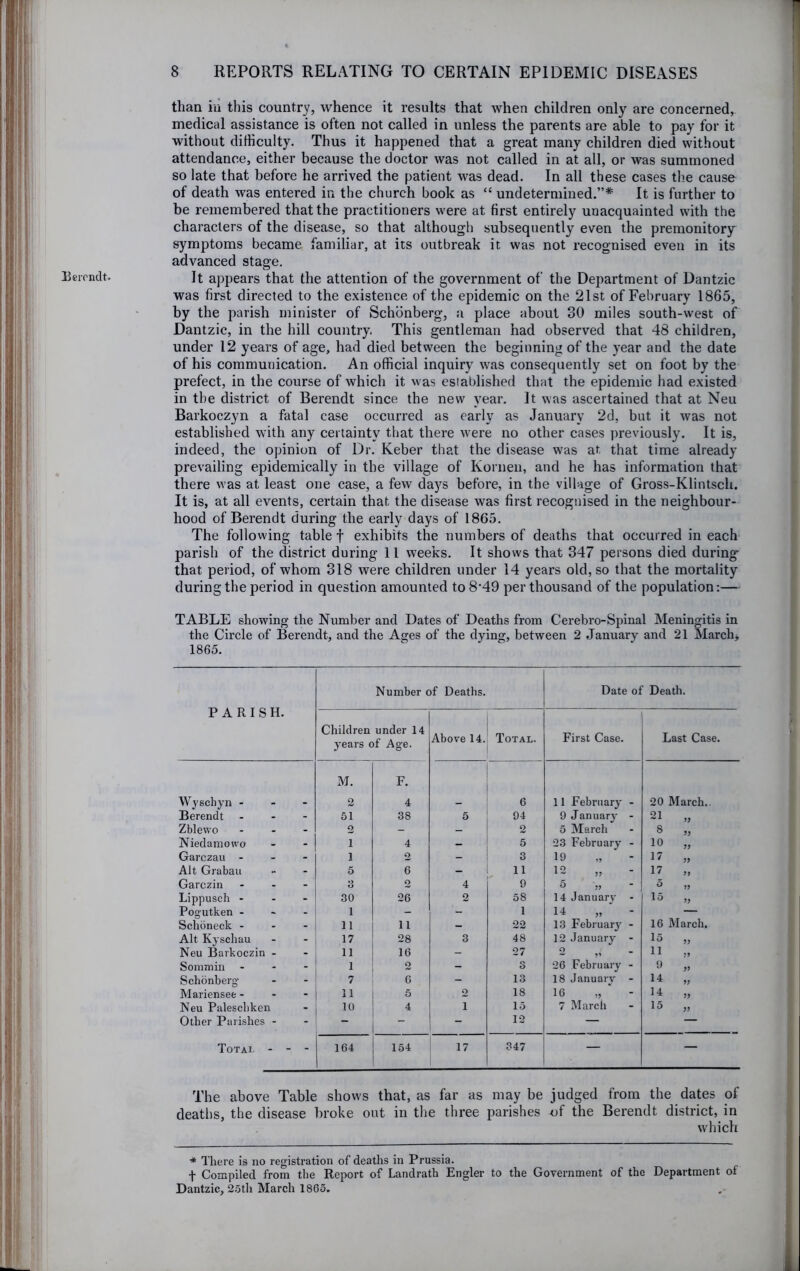 8 REPORTS RELATING TO CERTAIN EPIDEMIC DISEASES
than in this country, whence it results that when children only are concerned,
medical assistance is often not called in unless the parents are able to pay for it
without difficulty. Thus it happened that a great many children died without
attendance, either because the doctor was not called in at all, or was summoned
so late that before he arrived the patient was dead. In all these cases the cause
of death was entered in the church book as “ undetermined.”* It is further to
be remembered that the practitioners were at first entirely unacquainted with the
characters of the disease, so that although subsequently even the premonitory
symptoms became familiar, at its outbreak it was not recognised even in its
advanced stage.
Berendt. It appears that the attention of the government of the Department of Dantzic
was first directed to the existence of the epidemic on the 21st of February 1865,
by the parish minister of Schönberg, a place about 30 miles south-west of
Dantzic, in the hill country. This gentleman had observed that 48 children,
under 12 years of age, had died between the beginning of the year and the date
of his communication. An official inquiry was consequently set on foot by the
prefect, in the course of which it was established that the epidemic had existed
in the district of Berendt since the new year. It was ascertained that at Neu
Barkoczyn a fatal case occurred as early as January 2d, but it was not
established with any certainty that there were no other cases previously. It is,
indeed, the opinion of Dr. Keber that the disease was at that time already
prevailing epidemically in the village of Kornen, and he has information that
there was at least one case, a few days before, in the village of Gross-Klintsch.
It is, at all events, certain that the disease was first recognised in the neighbour-
hood of Berendt during the early days of 1865.
The following table † exhibits the numbers of deaths that occurred in each
parish of the district during 11 weeks. It shows that 347 persons died during
that period, of whom 318 were children under 14 years old, so that the mortality
during the period in question amounted to 8·49 per thousand of the population:—
TABLE showing the Number and Dates of Deaths from Cerebro-Spinal Meningitis in
the Circle of Berendt, and the Ages of the dying, between 2 January and 21 March,
1865.
PARISH. Number of Deaths. Date of Death.
Children under 14 years of Age. Above 14. TOTAL. First Case. Last Case.
M. F.
Wyschyn - - - 2 4 – 6 11 February - 20 March.
Berendt - - - 51 38 5 94 9 January - 21 „
Zblewo - - - 2 – – 2 5 March - 8 „
Niedamowo - - 1 4 – 5 23 February - 10 „
Garczau - - - 1 2 – 3 19 „ - 17 „
Alt Grabau - - 5 6 – 11 12 „ - 17 „
Garczin - - - 3 2 4 9 5 „ - 5 „
Lippusch - - - 30 26 2 58 14 January - 15 „
Pogutken - - - 1 – – 1 14 „ - —
Schöneck - - - 11 11 – 22 13 February - 16 March.
Alt Kyschau - - 17 28 3 48 12 January - 15 „
Neu Barkoczin - - 11 16 – 27 2 „ - 11 „
Sommin - - - 1 2 – 3 26 February - 9 „
Schönberg - - 7 6 – 13 18 January - 14 „
Mariensee - - - 11 5 2 18 16 „ - 14 „
Neu Paleschken - 10 4 1 15 7 March - 15 „
Other Parishes - - – – – 12 — —
TOTAL - - - 164 154 17 347 — —
The above Table shows that, as far as may be judged from the dates of
deaths, the disease broke out in the three parishes of the Berendt district, in
which
* There is no registration of deaths in Prussia.
† Compiled from the Report of Landrath Engler to the Government of the Department of
Dantzic, 25th March 1865.